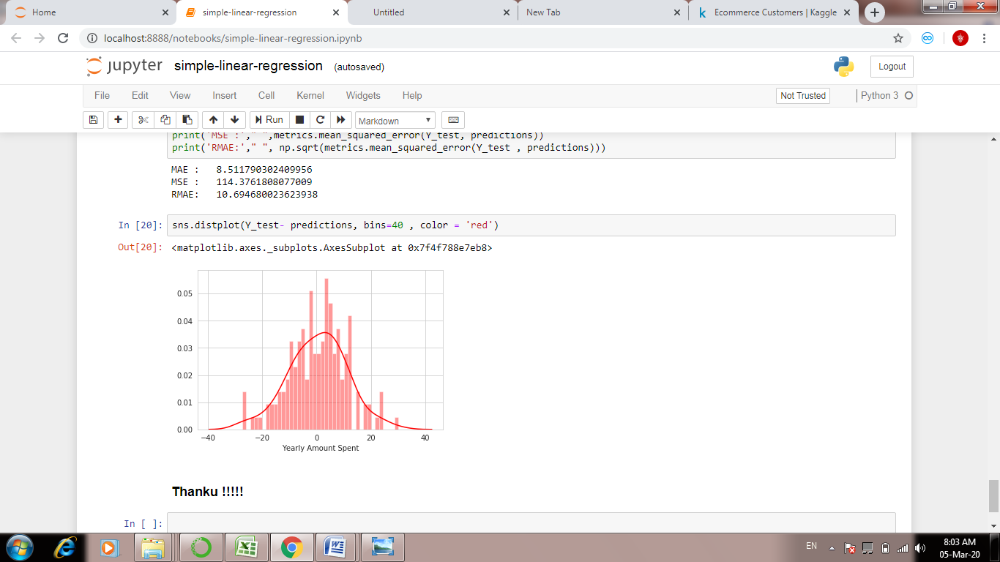 Home
simple-linear-regression
Untitled
New Tab
Ecommerce Customers | Kaggle
localhost:8888/notebooks/simple-linear-regression.ipynb
jupyter simple-linear-regression (autosaved)
Logout
File Edit View Insert Cell Kernel Widgets Help
Not Trusted
Python 3
Run
Markdown
print('MSE :'," ",metrics.mean_squared_error(Y_test, predictions))
print('RMAE:'," ", np.sqrt(metrics.mean_squared_error(Y_test , predictions)))
MAE :   8.511790302409956
MSE :   114.3761808077009
RMAE:   10.694680023623938
In [20]: sns.distplot(Y_test- predictions, bins=40 , color = 'red')
Out[20]: <matplotlib.axes._subplots.AxesSubplot at 0x7f4f788e7eb8>
0.05
0.04
0.03
0.02
0.01
0.00
−40 −20 0 20 40
Yearly Amount Spent
Thanku !!!!!
In [ ]:
EN
8:03 AM
05-Mar-20